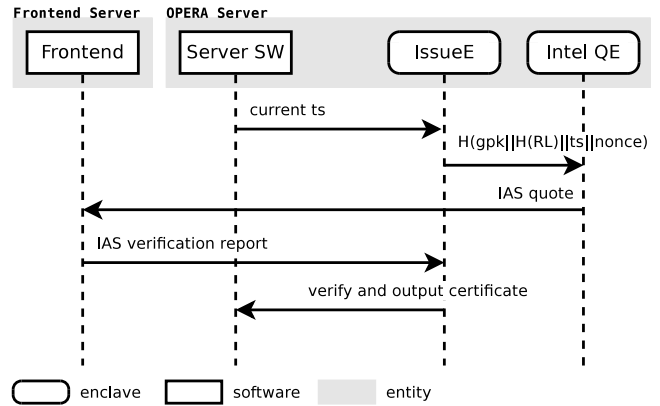 Frontend Server OPERA Server
Frontend Server SW IssueE Intel QE
current ts
H(gpk||H(RL)||ts||nonce)
IAS quote
IAS verification report
verify and output certificate
enclave software entity